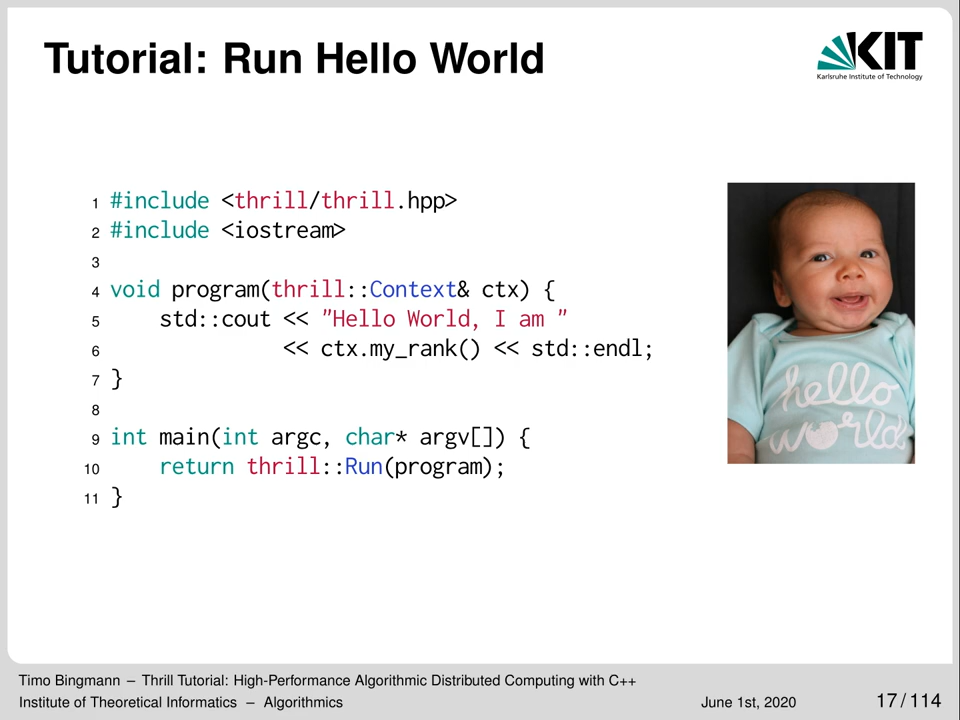 Tutorial: Run Hello World
KIT
Karlsruhe Institute of Technology
1 #include <thrill/thrill.hpp>
2 #include <iostream>
3
4 void program(thrill::Context& ctx) {
5     std::cout << "Hello World, I am "
6               << ctx.my_rank() << std::endl;
7 }
8
9 int main(int argc, char* argv[]) {
10     return thrill::Run(program);
11 }
hello
world
Timo Bingmann – Thrill Tutorial: High-Performance Algorithmic Distributed Computing with C++
Institute of Theoretical Informatics – Algorithmics June 1st, 2020 17 / 114